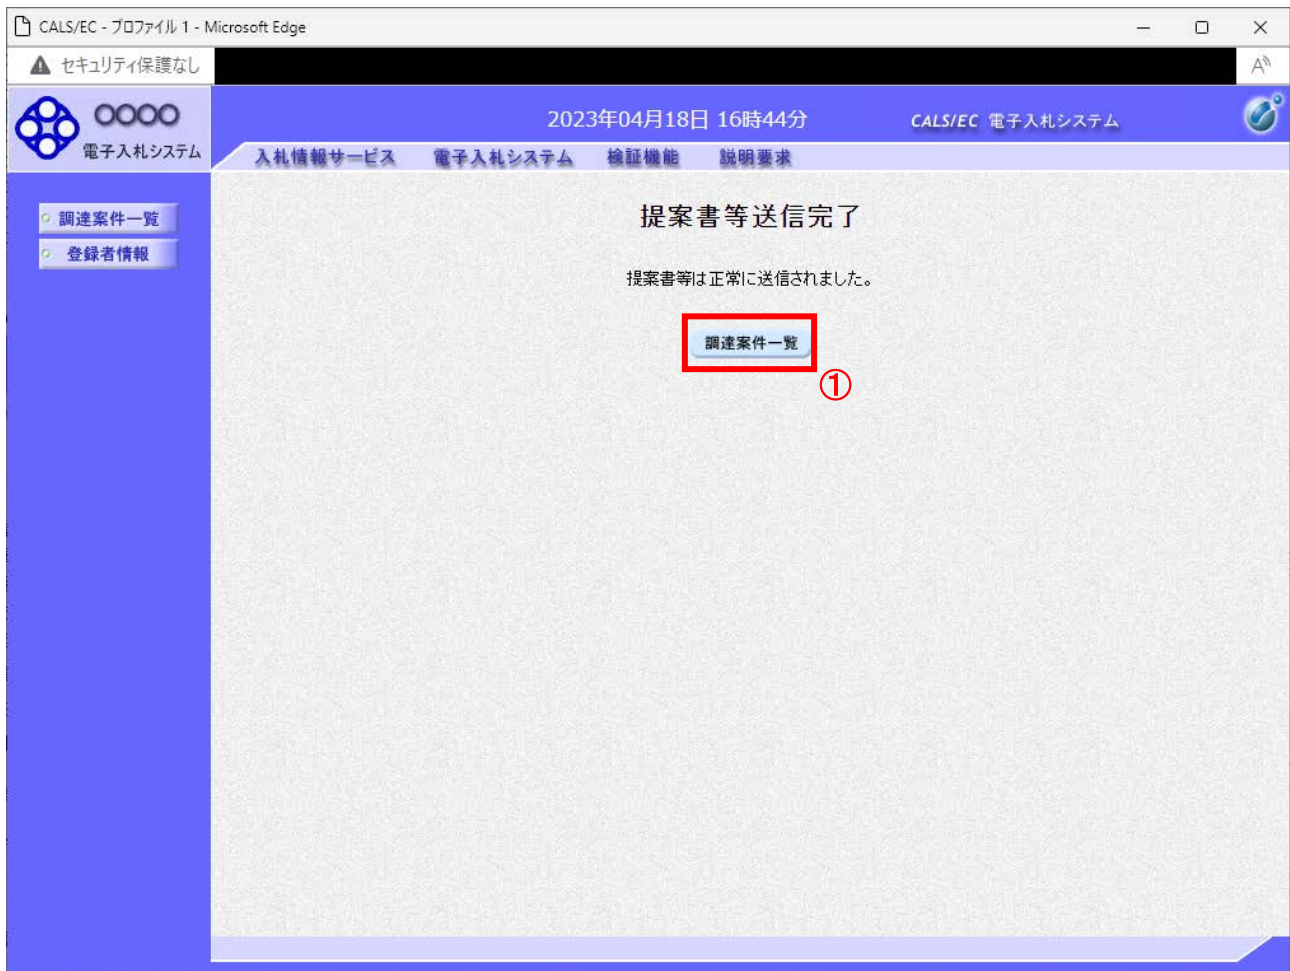 CALS/EC - プロファイル 1 - Microsoft Edge
セキュリティ保護なし
A
OOOO
電子入札システム
2023年04月18日 16時44分
CALS/EC 電子入札システム
入札情報サービス 電子入札システム 検証機能 説明要求
調達案件一覧
登録者情報
提案書等送信完了
提案書等は正常に送信されました。
調達案件一覧
①